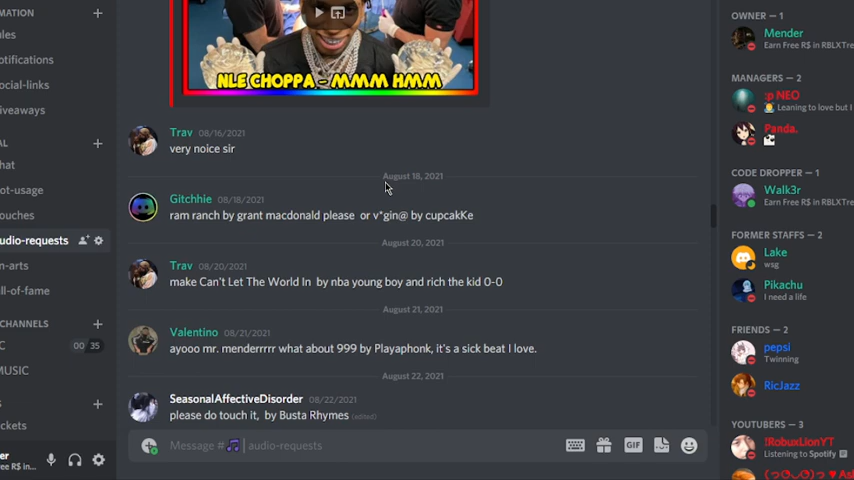 MATION
ules
otifications
ocial-links
iveaways
AL
hat
ot-usage
ouches
udio-requests
n-arts
ll-of-fame
CHANNELS
C 00 35
MUSIC
s
ckets
er
ee R$ in...
NLE CHOPPA - MMM HMM
Trav 08/16/2021
very noice sir
August 18, 2021
Gitchhie 08/18/2021
ram ranch by grant macdonald please or v*gin@ by cupcakKe
August 20, 2021
Trav 08/20/2021
make Can't Let The World In by nba young boy and rich the kid 0-0
August 21, 2021
Valentino 08/21/2021
ayooo mr. menderrrrr what about 999 by Playaphonk, it's a sick beat I love.
August 22, 2021
SeasonalAffectiveDisorder 08/22/2021
please do touch it, by Busta Rhymes (edited)
Message # audio-requests
GIF
OWNER — 1
Mender
Earn Free R$ in RBLXTre
MANAGERS — 2
:p NEO
Leaning to love but I
Panda.
CODE DROPPER — 1
Walk3r
Earn Free R$ in RBLXTre
FORMER STAFFS — 2
Lake
wsg
Pikachu
I need a life
FRIENDS — 2
pepsi
Twinning
RicJazz
YOUTUBERS — 3
!RobuxLionYT
Listening to Spotify